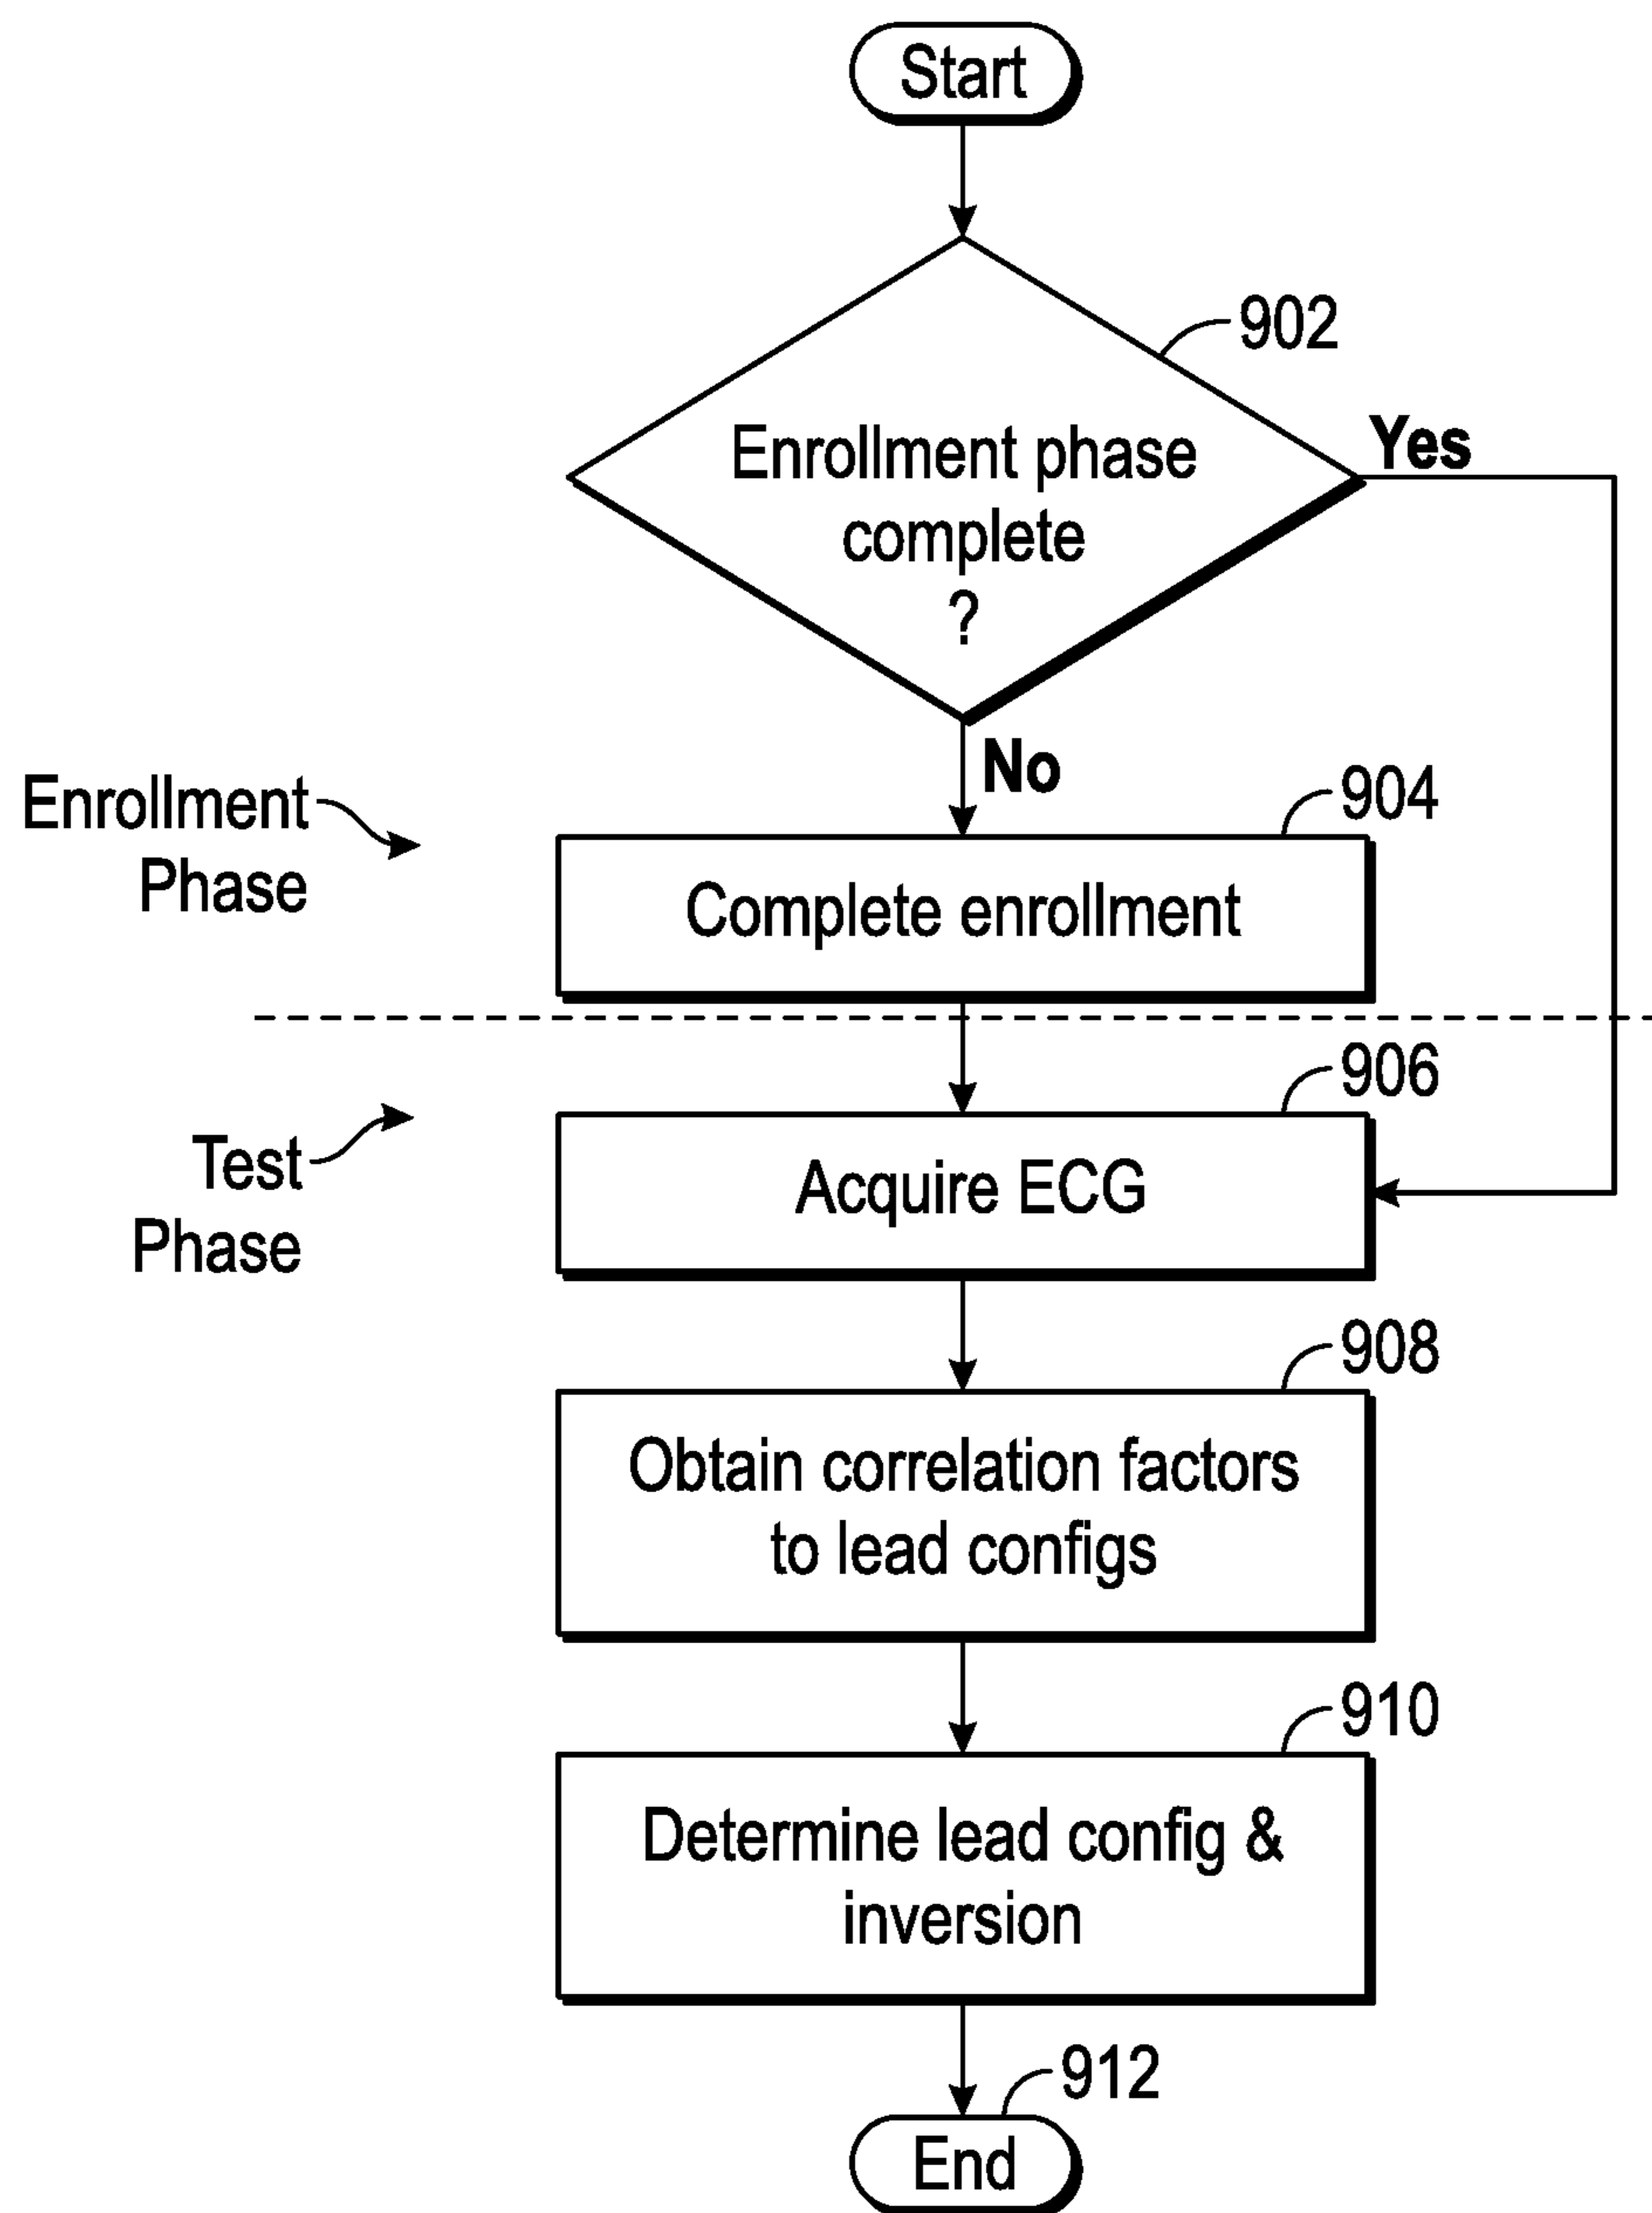 Start
902
Enrollment phase
complete
?
Yes
No
Enrollment
Phase
904
Complete enrollment
906
Test
Phase
Acquire ECG
908
Obtain correlation factors
to lead configs
910
Determine lead config &
inversion
912
End